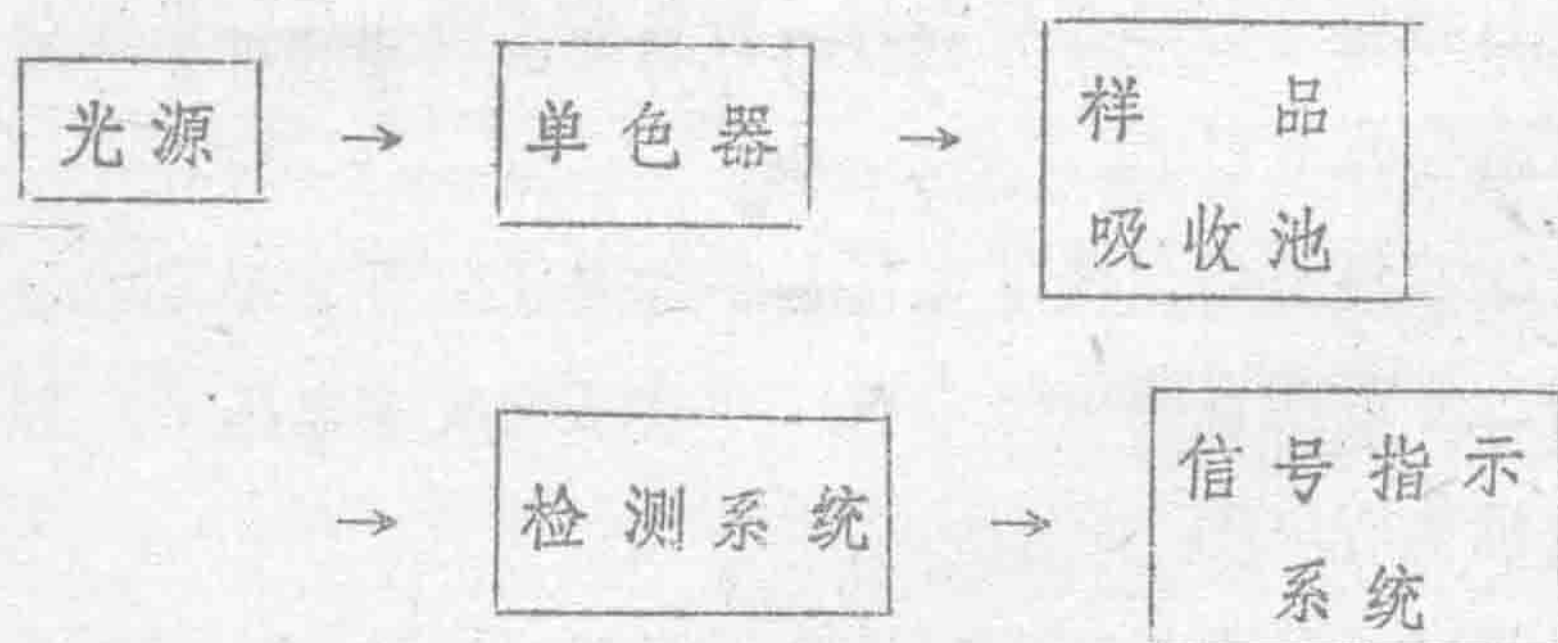 光源 → 单色器 → 样品
吸收池
→ 检测系统 → 信号指示
系统